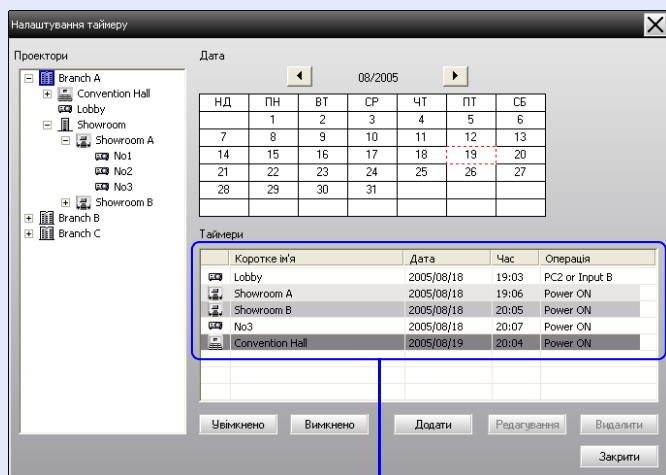 Налаштування таймеру
Проектори
Branch A
Convention Hall
Lobby
Showroom
Showroom A
No1
No2
No3
Showroom B
Branch B
Branch C
Дата
08/2005
НД ПН ВТ СР ЧТ ПТ СБ
1 2 3 4 5 6
7 8 9 10 11 12 13
14 15 16 17 18 19 20
21 22 23 24 25 26 27
28 29 30 31
Таймери
Коротке ім'я Дата Час Операція
Lobby 2005/08/18 19:03 PC2 or Input B
Showroom A 2005/08/18 19:06 Power ON
Showroom B 2005/08/18 20:05 Power ON
No3 2005/08/18 20:07 Power ON
Convention Hall 2005/08/19 20:04 Power ON
Увімкнено Вимкнено Додати Редагування Видалити
Закрити